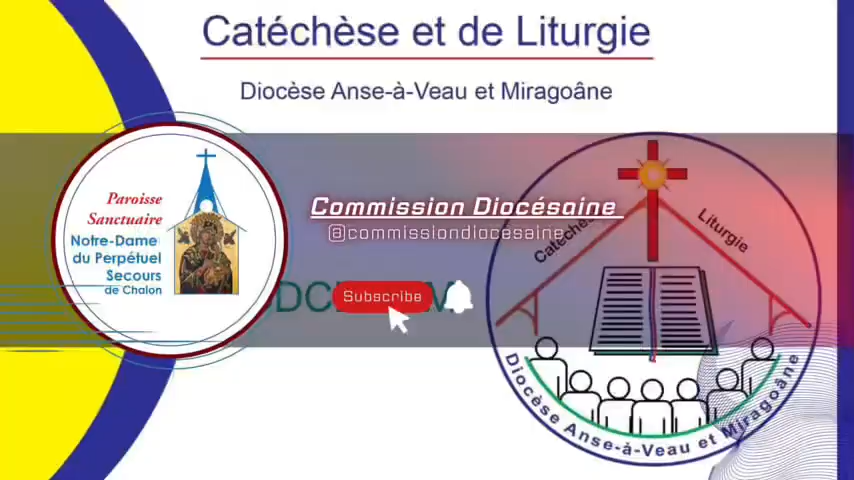 Catéchèse et de Liturgie
Diocèse Anse-à-Veau et Miragoâne
Paroisse
Sanctuaire
Notre-Dame
du Perpétuel
Secours
de Chalon
Commission Diocésaine
@commissiondiocesaine
Subscribe
Liturgie
Diocèse Anse-à-Veau et Miragoâne